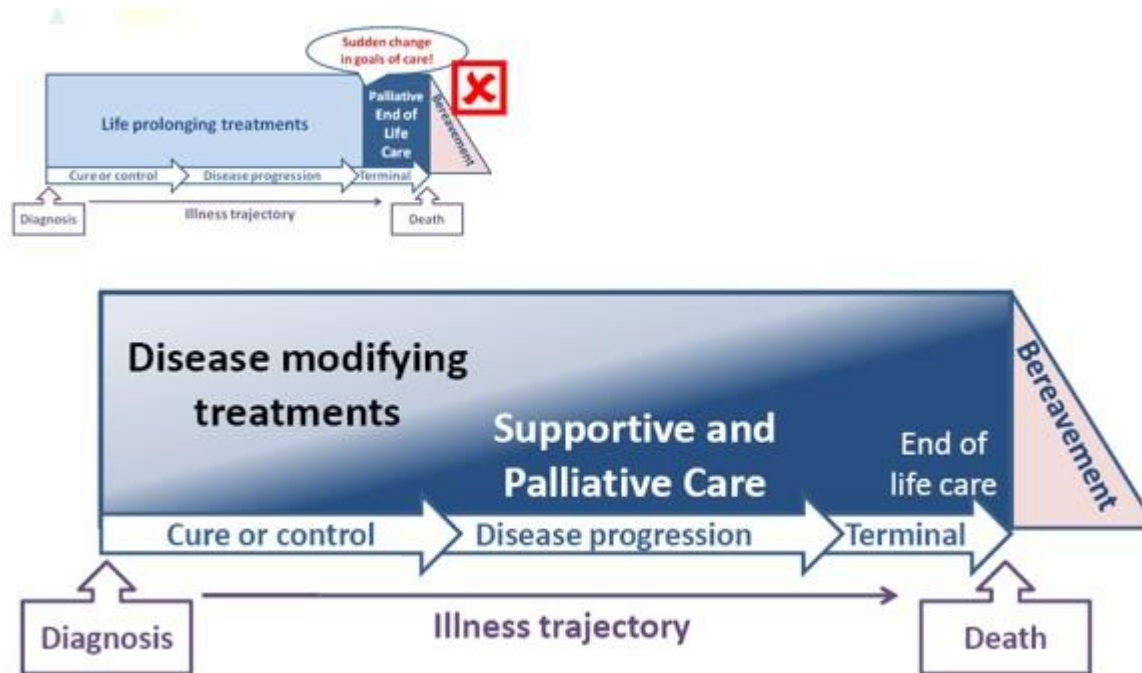 Sudden change
in goals of care!
Life prolonging treatments
Palliative
End of
Life
Care
Bereavement
Cure or control
Disease progression
Terminal
Diagnosis
Illness trajectory
Death
Disease modifying
treatments
Supportive and
Palliative Care
End of
life care
Bereavement
Cure or control
Disease progression
Terminal
Diagnosis
Illness trajectory
Death